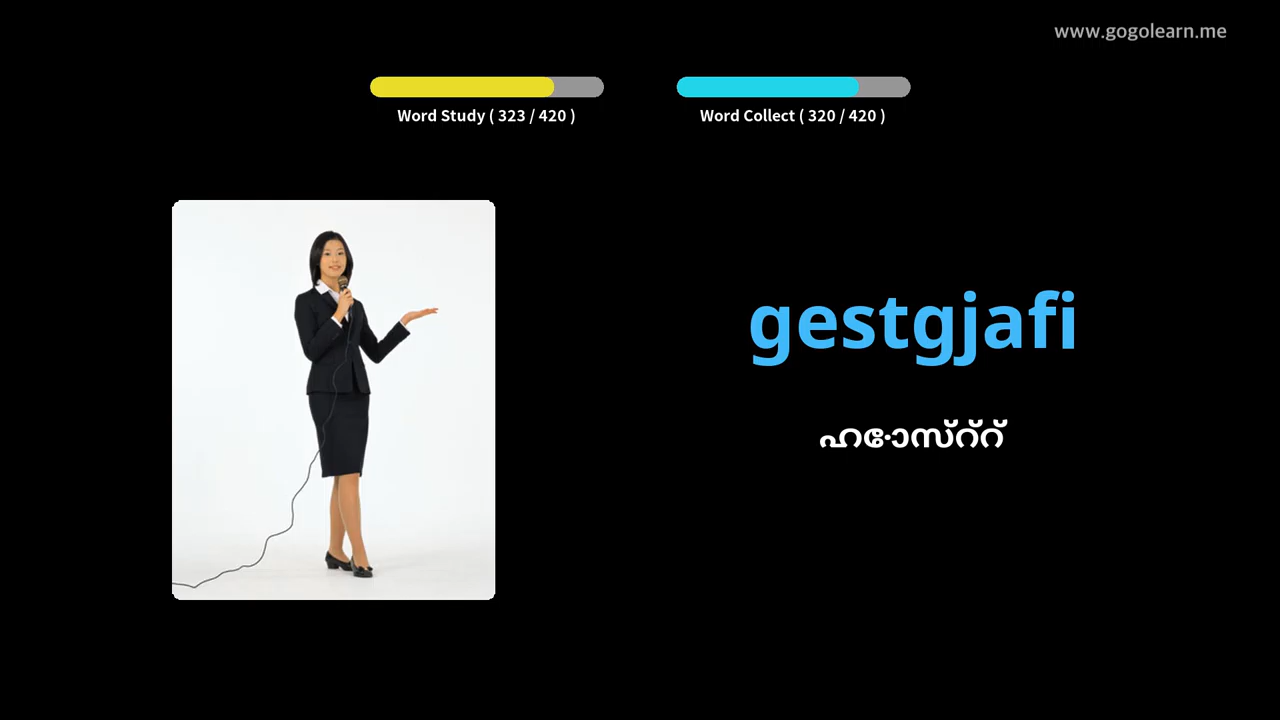 www.gogolearn.me
Word Study ( 323 / 420 )
Word Collect ( 320 / 420 )
gestgjafi
ഹോസ്റ്റ്